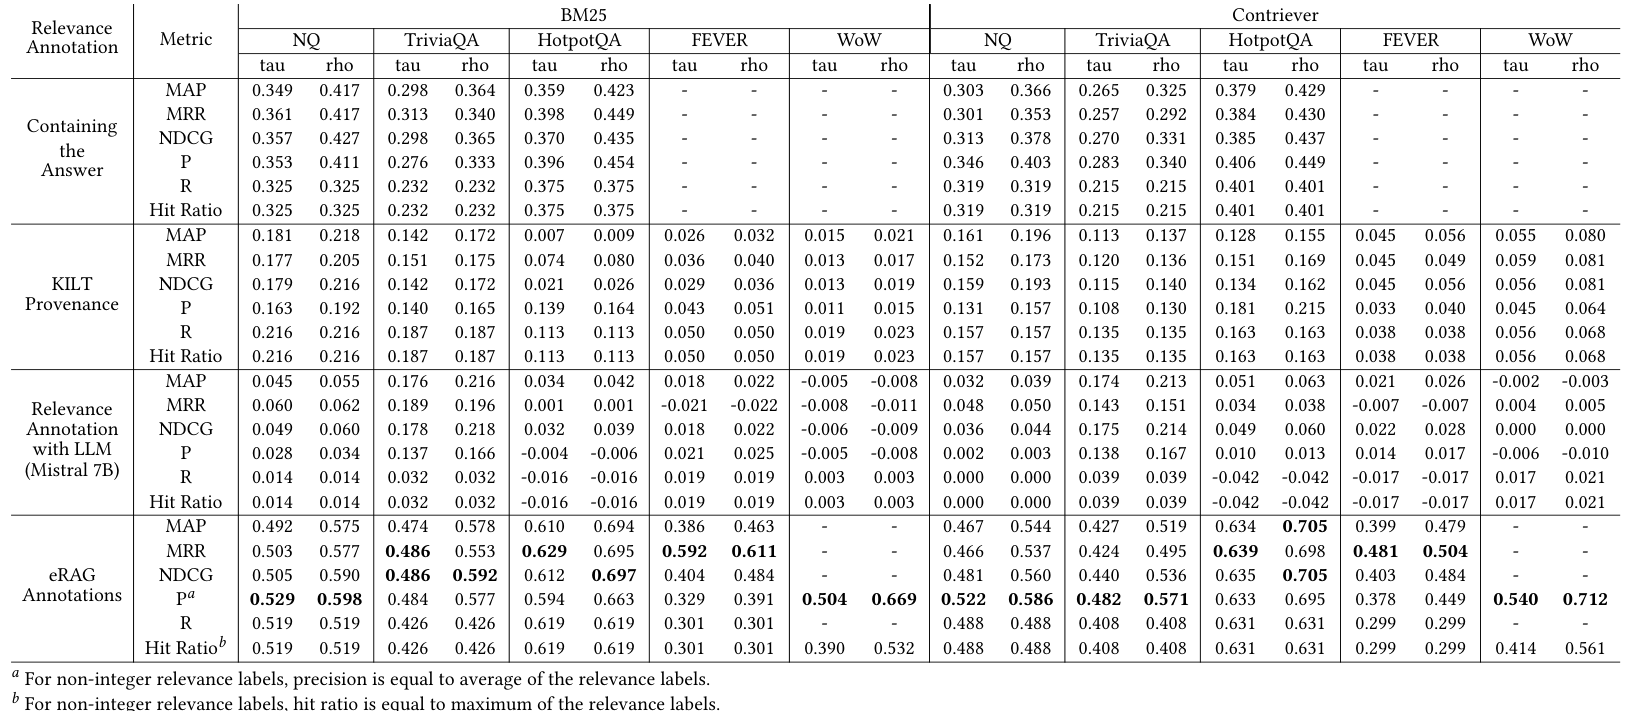 Relevance Annotation | Metric | BM25 | Contriever
NQ | TriviaQA | HotpotQA | FEVER | WoW | NQ | TriviaQA | HotpotQA | FEVER | WoW
tau rho | tau rho | tau rho | tau rho | tau rho | tau rho | tau rho | tau rho | tau rho | tau rho
Containing the Answer
MAP 0.349 0.417 0.298 0.364 0.359 0.423 - - - - 0.303 0.366 0.265 0.325 0.379 0.429 - - - -
MRR 0.361 0.417 0.313 0.340 0.398 0.449 - - - - 0.301 0.353 0.257 0.292 0.384 0.430 - - - -
NDCG 0.357 0.427 0.298 0.365 0.370 0.435 - - - - 0.313 0.378 0.270 0.331 0.385 0.437 - - - -
P 0.353 0.411 0.276 0.333 0.396 0.454 - - - - 0.346 0.403 0.283 0.340 0.406 0.449 - - - -
R 0.325 0.325 0.232 0.232 0.375 0.375 - - - - 0.319 0.319 0.215 0.215 0.401 0.401 - - - -
Hit Ratio 0.325 0.325 0.232 0.232 0.375 0.375 - - - - 0.319 0.319 0.215 0.215 0.401 0.401 - - - -
KILT Provenance
MAP 0.181 0.218 0.142 0.172 0.007 0.009 0.026 0.032 0.015 0.021 0.161 0.196 0.113 0.137 0.128 0.155 0.045 0.056 0.055 0.080
MRR 0.177 0.205 0.151 0.175 0.074 0.080 0.036 0.040 0.013 0.017 0.152 0.173 0.120 0.136 0.151 0.169 0.045 0.049 0.059 0.081
NDCG 0.179 0.216 0.142 0.172 0.021 0.026 0.029 0.036 0.013 0.019 0.159 0.193 0.115 0.140 0.134 0.162 0.045 0.056 0.056 0.081
P 0.163 0.192 0.140 0.165 0.139 0.164 0.043 0.051 0.011 0.015 0.131 0.157 0.108 0.130 0.181 0.215 0.033 0.040 0.045 0.064
R 0.216 0.216 0.187 0.187 0.113 0.113 0.050 0.050 0.019 0.023 0.157 0.157 0.135 0.135 0.163 0.163 0.038 0.038 0.056 0.068
Hit Ratio 0.216 0.216 0.187 0.187 0.113 0.113 0.050 0.050 0.019 0.023 0.157 0.157 0.135 0.135 0.163 0.163 0.038 0.038 0.056 0.068
Relevance Annotation with LLM (Mistral 7B)
MAP 0.045 0.055 0.176 0.216 0.034 0.042 0.018 0.022 -0.005 -0.008 0.032 0.039 0.174 0.213 0.051 0.063 0.021 0.026 -0.002 -0.003
MRR 0.060 0.062 0.189 0.196 0.001 0.001 -0.021 -0.022 -0.008 -0.011 0.048 0.050 0.143 0.151 0.034 0.038 -0.007 -0.007 0.004 0.005
NDCG 0.049 0.060 0.178 0.218 0.032 0.039 0.018 0.022 -0.006 -0.009 0.036 0.044 0.175 0.214 0.049 0.060 0.022 0.028 0.000 0.000
P 0.028 0.034 0.137 0.166 -0.004 -0.006 0.021 0.025 -0.005 -0.008 0.002 0.003 0.138 0.167 0.010 0.013 0.014 0.017 -0.006 -0.010
R 0.014 0.014 0.032 0.032 -0.016 -0.016 0.019 0.019 0.003 0.003 0.000 0.000 0.039 0.039 -0.042 -0.042 -0.017 -0.017 0.017 0.021
Hit Ratio 0.014 0.014 0.032 0.032 -0.016 -0.016 0.019 0.019 0.003 0.003 0.000 0.000 0.039 0.039 -0.042 -0.042 -0.017 -0.017 0.017 0.021
eRAG Annotations
MAP 0.492 0.575 0.474 0.578 0.610 0.694 0.386 0.463 - - 0.467 0.544 0.427 0.519 0.634 0.705 0.399 0.479 - -
MRR 0.503 0.577 0.486 0.553 0.629 0.695 0.592 0.611 - - 0.466 0.537 0.424 0.495 0.639 0.698 0.481 0.504 - -
NDCG 0.505 0.590 0.486 0.592 0.612 0.697 0.404 0.484 - - 0.481 0.560 0.440 0.536 0.635 0.705 0.403 0.484 - -
P^a 0.529 0.598 0.484 0.577 0.594 0.663 0.329 0.391 0.504 0.669 0.522 0.586 0.482 0.571 0.633 0.695 0.378 0.449 0.540 0.712
R 0.519 0.519 0.426 0.426 0.619 0.619 0.301 0.301 - - 0.488 0.488 0.408 0.408 0.631 0.631 0.299 0.299 - -
Hit Ratio^b 0.519 0.519 0.426 0.426 0.619 0.619 0.301 0.301 0.390 0.532 0.488 0.488 0.408 0.408 0.631 0.631 0.299 0.299 0.414 0.561
^a For non-integer relevance labels, precision is equal to average of the relevance labels.
^b For non-integer relevance labels, hit ratio is equal to maximum of the relevance labels.